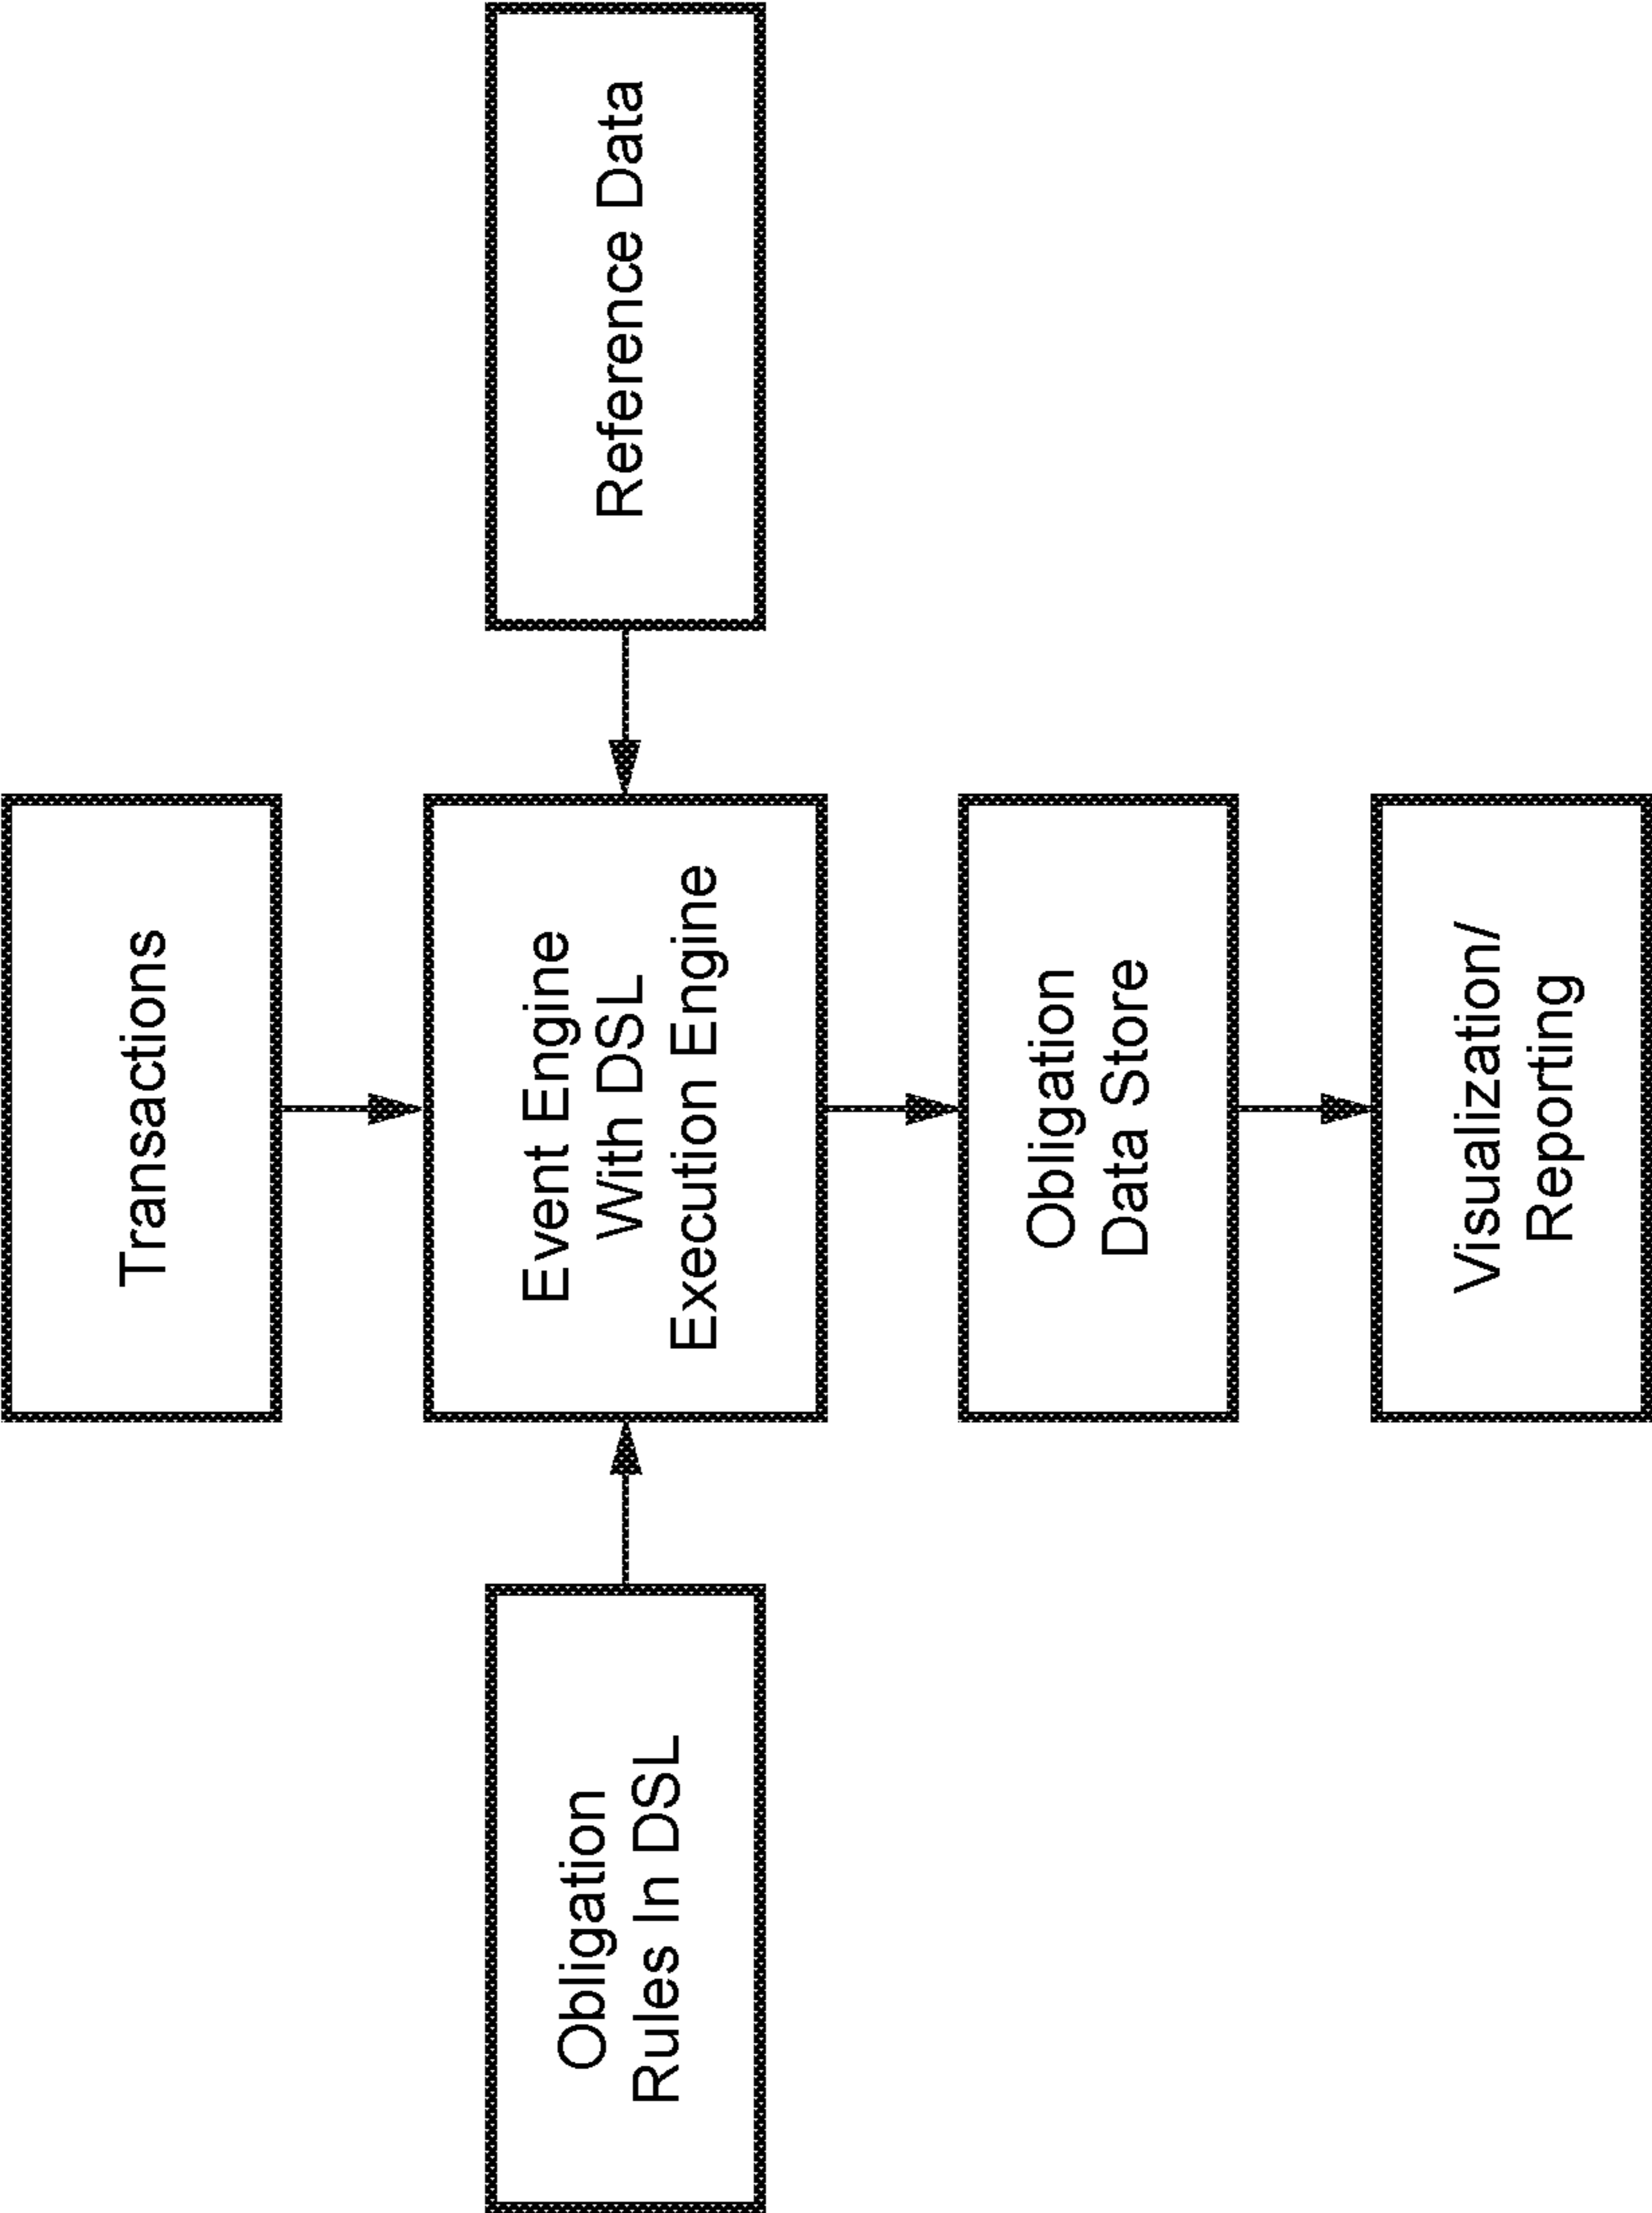 Transactions
Obligation
Rules In DSL
Event Engine
With DSL
Execution Engine
Reference Data
Obligation
Data Store
Visualization/
Reporting